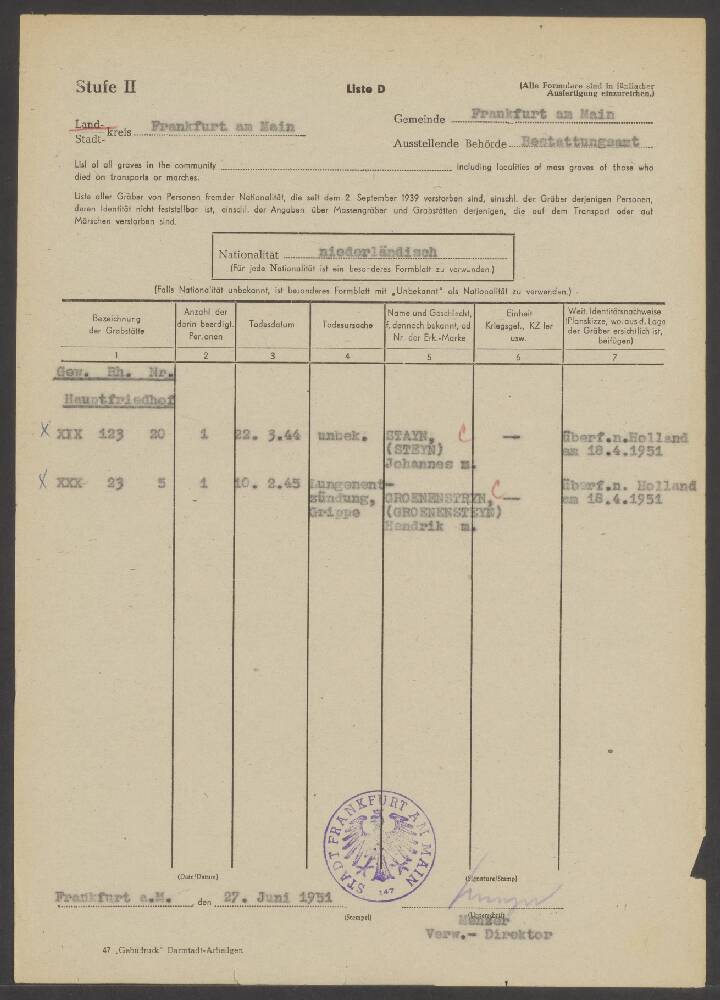 Stufe II
Liste D
(Alle Formulare sind in fünffacher
Ausfertigung einzureichen.)
Land-
Stadt- kreis Frankfurt am Main
Gemeinde Frankfurt am Main
Ausstellende Behörde Bestattungsamt
List of all graves in the community including localities of mass graves of those who
died on transports or marches.
Liste aller Gräber von Personen fremder Nationalität, die seit dem 2. September 1939 verstorben sind, einschl. der Gräber derjenigen Personen,
deren Identität nicht feststellbar ist, einschl. der Angaben über Massengräber und Grabstätten derjenigen, die auf dem Transport oder auf
Märschen verstorben sind.
Nationalität niederländisch
(Für jede Nationalität ist ein besonderes Formblatt zu verwenden.)
(Falls Nationalität unbekannt, ist besonderes Formblatt mit „Unbekannt" als Nationalität zu verwenden.)
Bezeichnung
der Grabstätte
Anzahl der
darin beerdigt.
Personen
Todesdatum
Todesursache
Name und Geschlecht,
f. dennoch bekannt, od
Nr. der Erk.-Marke
Einheit
Kriegsgef., KZ ler
usw.
Weit. Identitätsnachweise
(Planskizze, woraus d. Lage
der Gräber ersichtlich ist,
beifügen)
1 2 3 4 5 6 7
Gew. Rh. Nr.
Hauptfriedhof
X XIX 123 20 1 22. 3.44 unbek. STAYN, C — überf.n.Holland
(STEYN) am 18.4.1951
Johannes m.
X XXX 23 5 1 10. 2.45 Lungenent- C überf.n. Holland
zündung, GROENENSTEYN, — am 18.4.1951
Grippe (GROENENSTEYN)
Hendrik m.
STADT FRANKFURT AM MAIN
147
(Date/Datum)
(Signature/Stamp)
Frankfurt a.M. den 27. Juni 1951
(Stempel)
(Unterschrift)
Menzer
Verw.- Direktor
47 „Gebüdruck" Darmstadt-Arheilgen